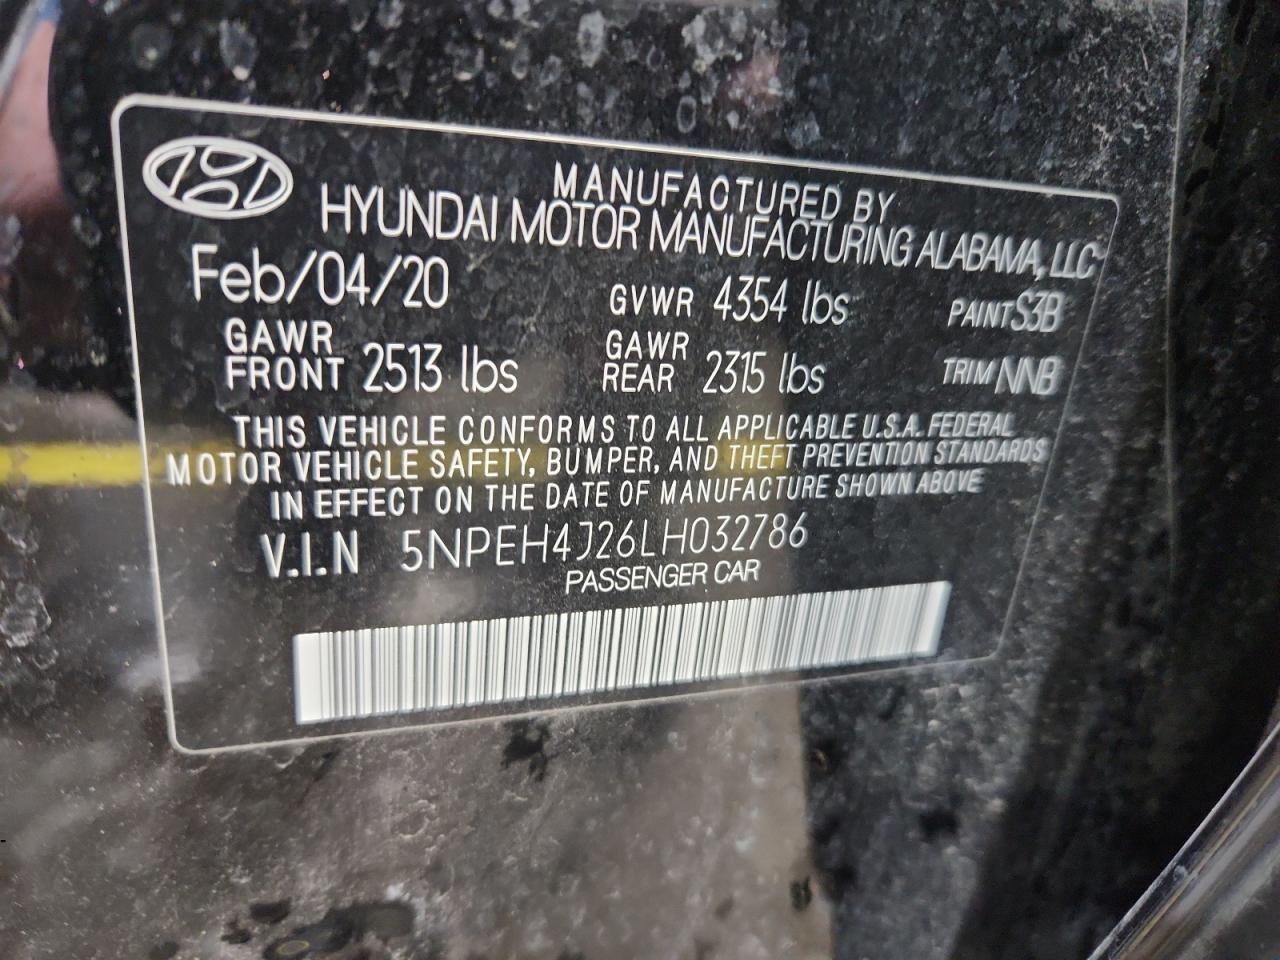 MANUFACTURED BY
HYUNDAI MOTOR MANUFACTURING ALABAMA, LLC
Feb/04/20 GVWR 4354 lbs PAINT S3B
GAWR FRONT 2513 lbs GAWR REAR 2315 lbs TRIM NNB
THIS VEHICLE CONFORMS TO ALL APPLICABLE U.S.A. FEDERAL
MOTOR VEHICLE SAFETY, BUMPER, AND THEFT PREVENTION STANDARDS
IN EFFECT ON THE DATE OF MANUFACTURE SHOWN ABOVE
V.I.N 5NPEH4J26LH032786
PASSENGER CAR